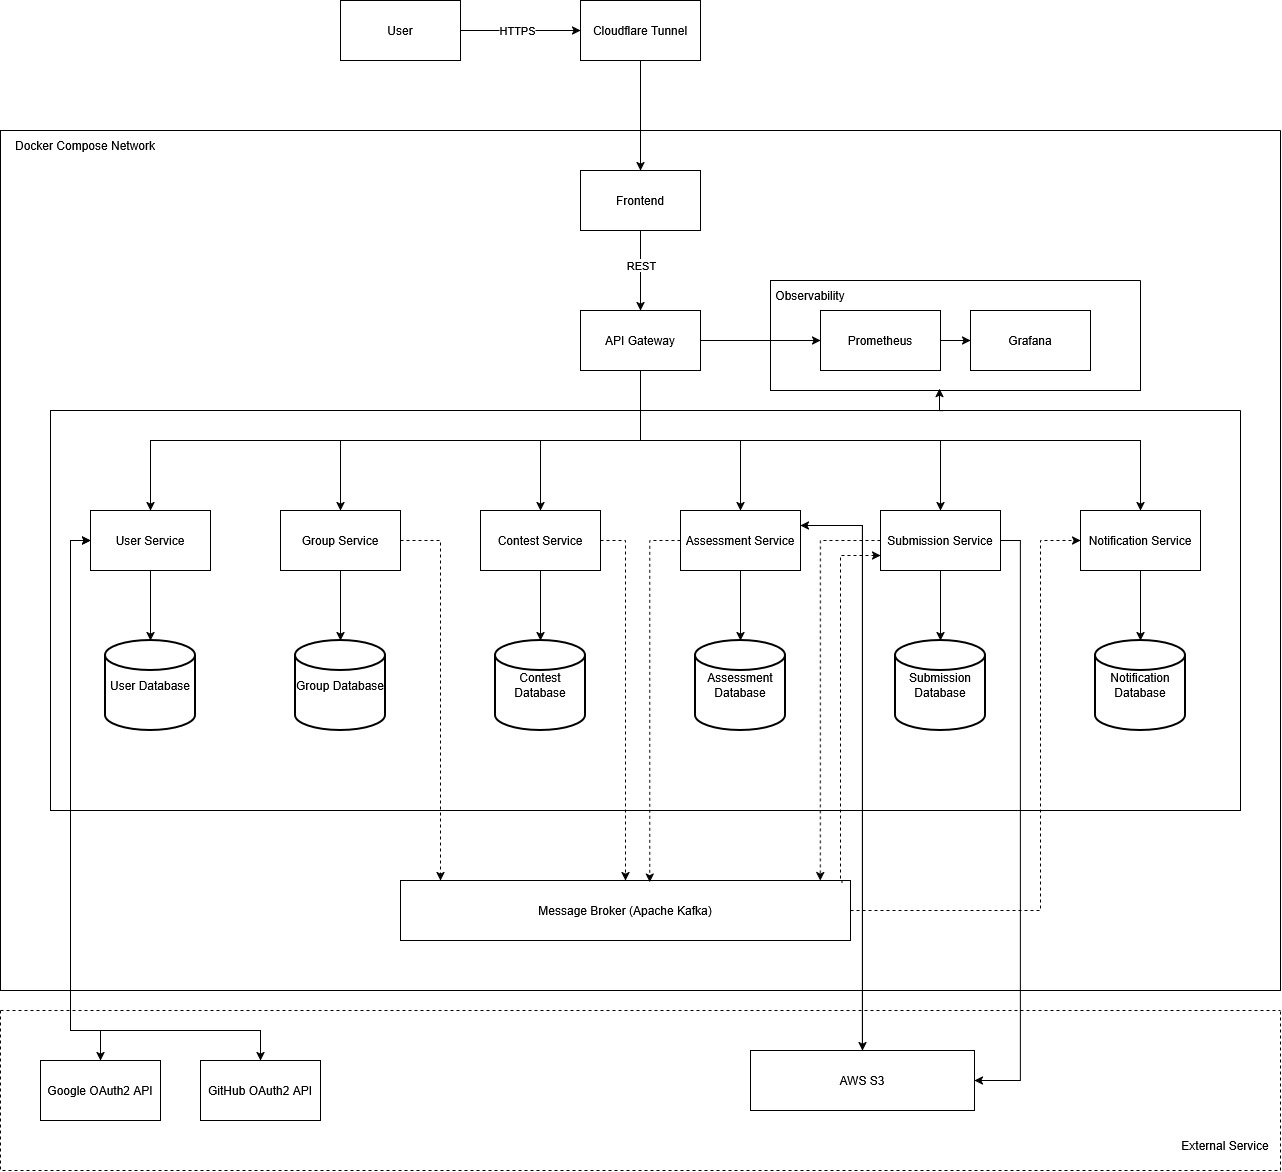 User
HTTPS
Cloudflare Tunnel
Docker Compose Network
Frontend
REST
Observability
API Gateway
Prometheus
Grafana
User Service
Group Service
Contest Service
Assessment Service
Submission Service
Notification Service
User Database
Group Database
Contest
Database
Assessment
Database
Submission
Database
Notification
Database
Message Broker (Apache Kafka)
Google OAuth2 API
GitHub OAuth2 API
AWS S3
External Service